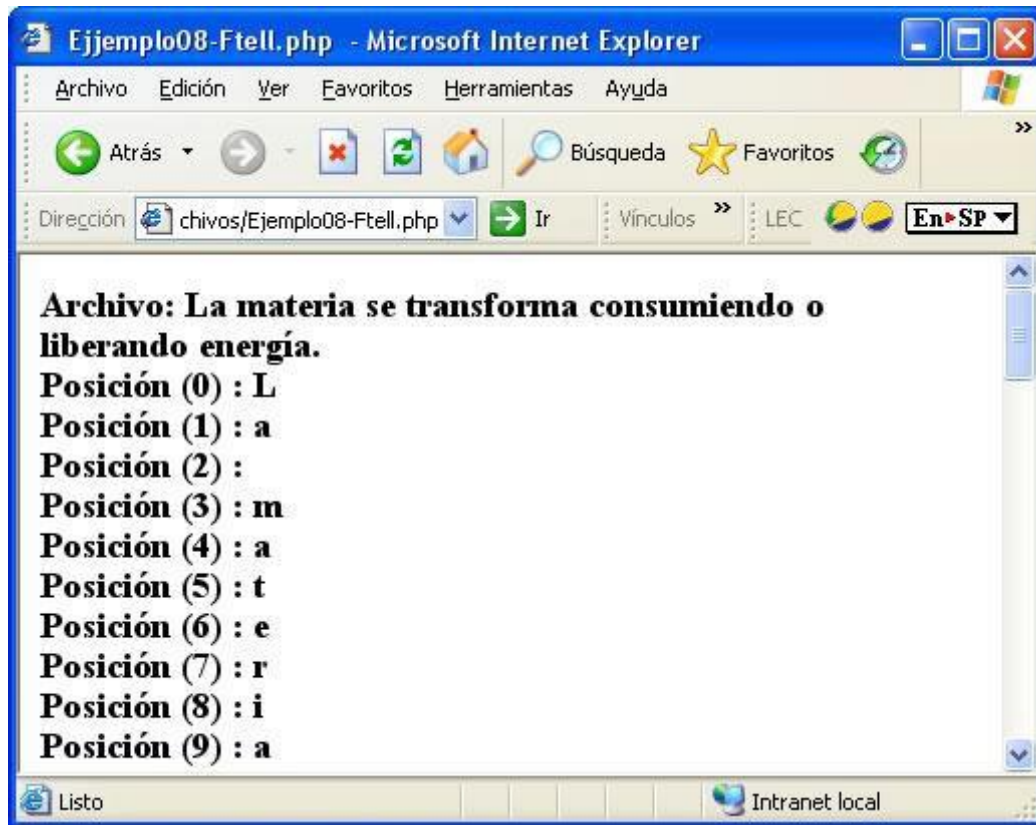 Ejjemplo08-Ftell.php - Microsoft Internet Explorer
Archivo Edición Ver Favoritos Herramientas Ayuda
Atrás Búsqueda Favoritos
Dirección chivos/Ejemplo08-Ftell.php Ir Vínculos LEC En SP
Archivo: La materia se transforma consumiendo o
liberando energía.
Posición (0) : L
Posición (1) : a
Posición (2) :
Posición (3) : m
Posición (4) : a
Posición (5) : t
Posición (6) : e
Posición (7) : r
Posición (8) : i
Posición (9) : a
Listo Intranet local